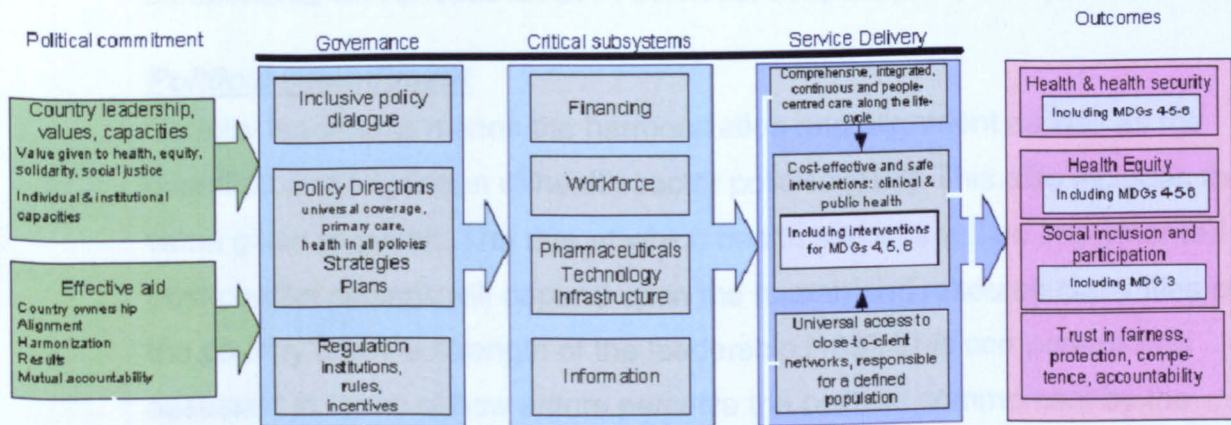 Political commitment
Governance
Critical subsystems
Service Delivery
Outcomes
Country leadership,
values, capacities
Value given to health, equity,
solidarity, social justice
Individual & institutional
capacities
Effective aid
Country ownership
Alignment
Harmonization
Results
Mutual accountability
Inclusive policy
dialogue
Policy Directions
universal coverage,
primary care,
health in all policies
Strategies
Plans
Regulation
institutions,
rules,
incentives
Financing
Workforce
Pharmaceuticals
Technology
Infrastructure
Information
Comprehensive, integrated,
continuous and people-
centred care along the life-
cycle
Cost-effective and safe
interventions: clinical &
public health
Including interventions
for MDGs 4, 5, 6
Universal access to
close-to-client
networks, responsible
for a defined
population
Health & health security
Including MDGs 4-5-6
Health Equity
Including MDGs 4-5-6
Social inclusion and
participation
Including MDG 3
Trust in fairness,
protection, compe-
tence, accountability